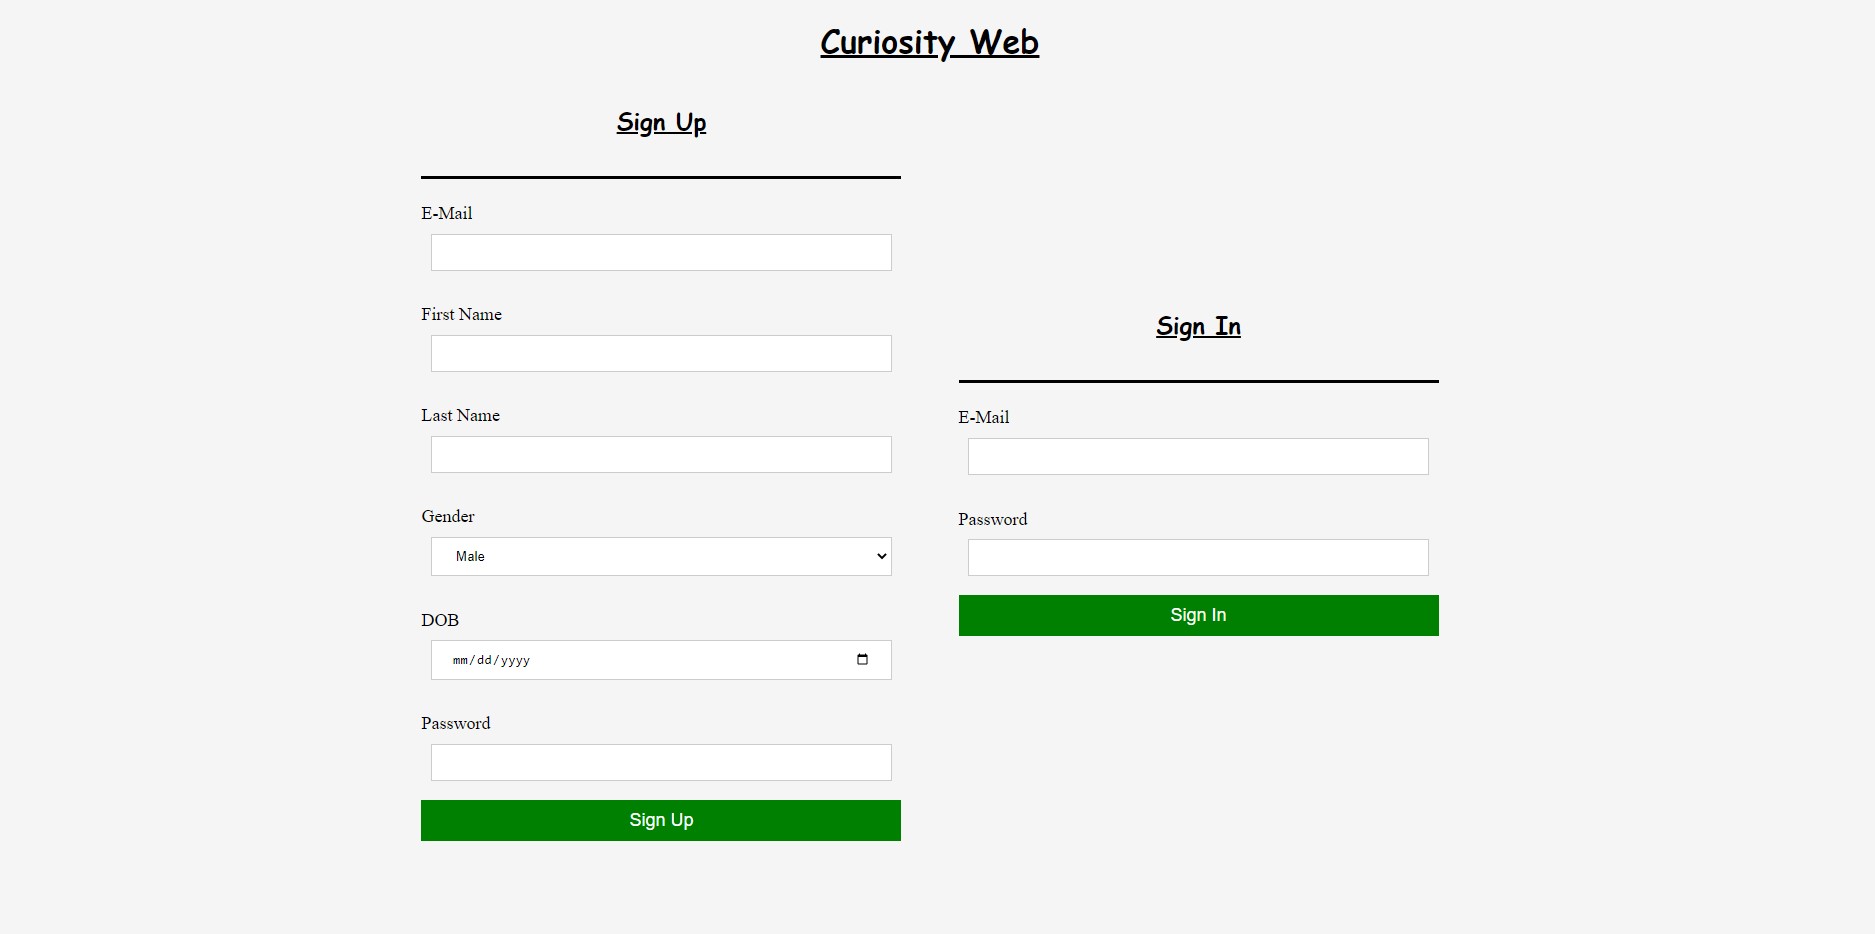 Curiosity Web
Sign Up
E-Mail
First Name
Last Name
Gender
Male
DOB
mm/dd/yyyy
Password
Sign Up
Sign In
E-Mail
Password
Sign In